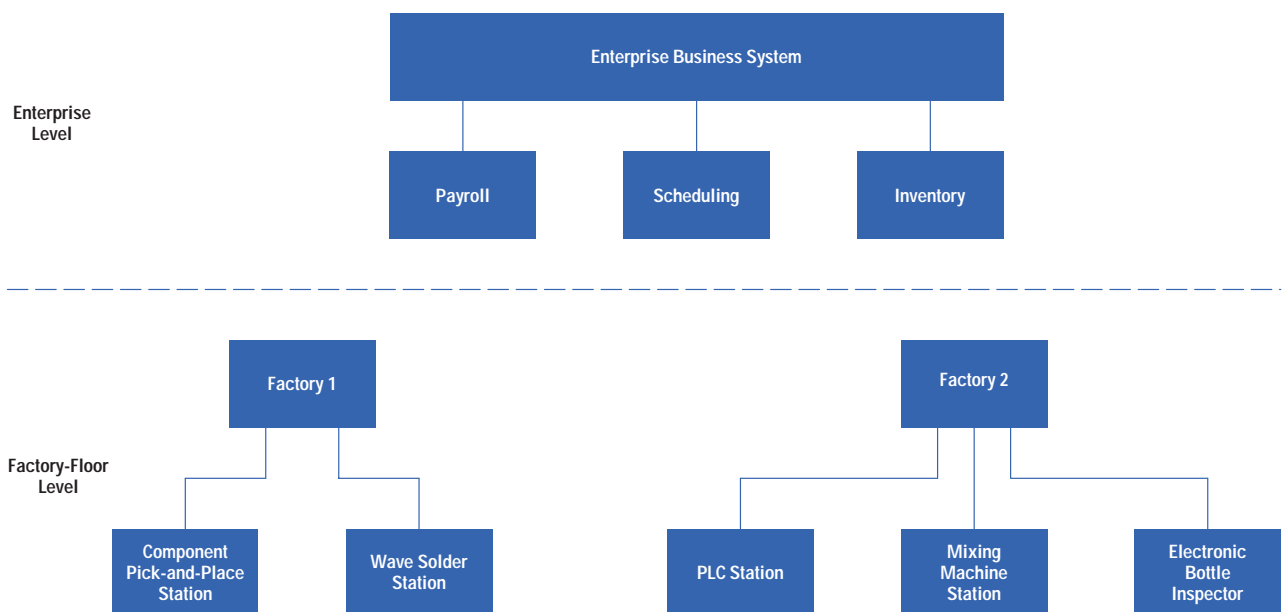 Enterprise Business System
Enterprise
Level
Payroll
Scheduling
Inventory
Factory 1
Factory 2
Factory-Floor
Level
Component
Pick-and-Place
Station
Wave Solder
Station
PLC Station
Mixing
Machine
Station
Electronic
Bottle
Inspector